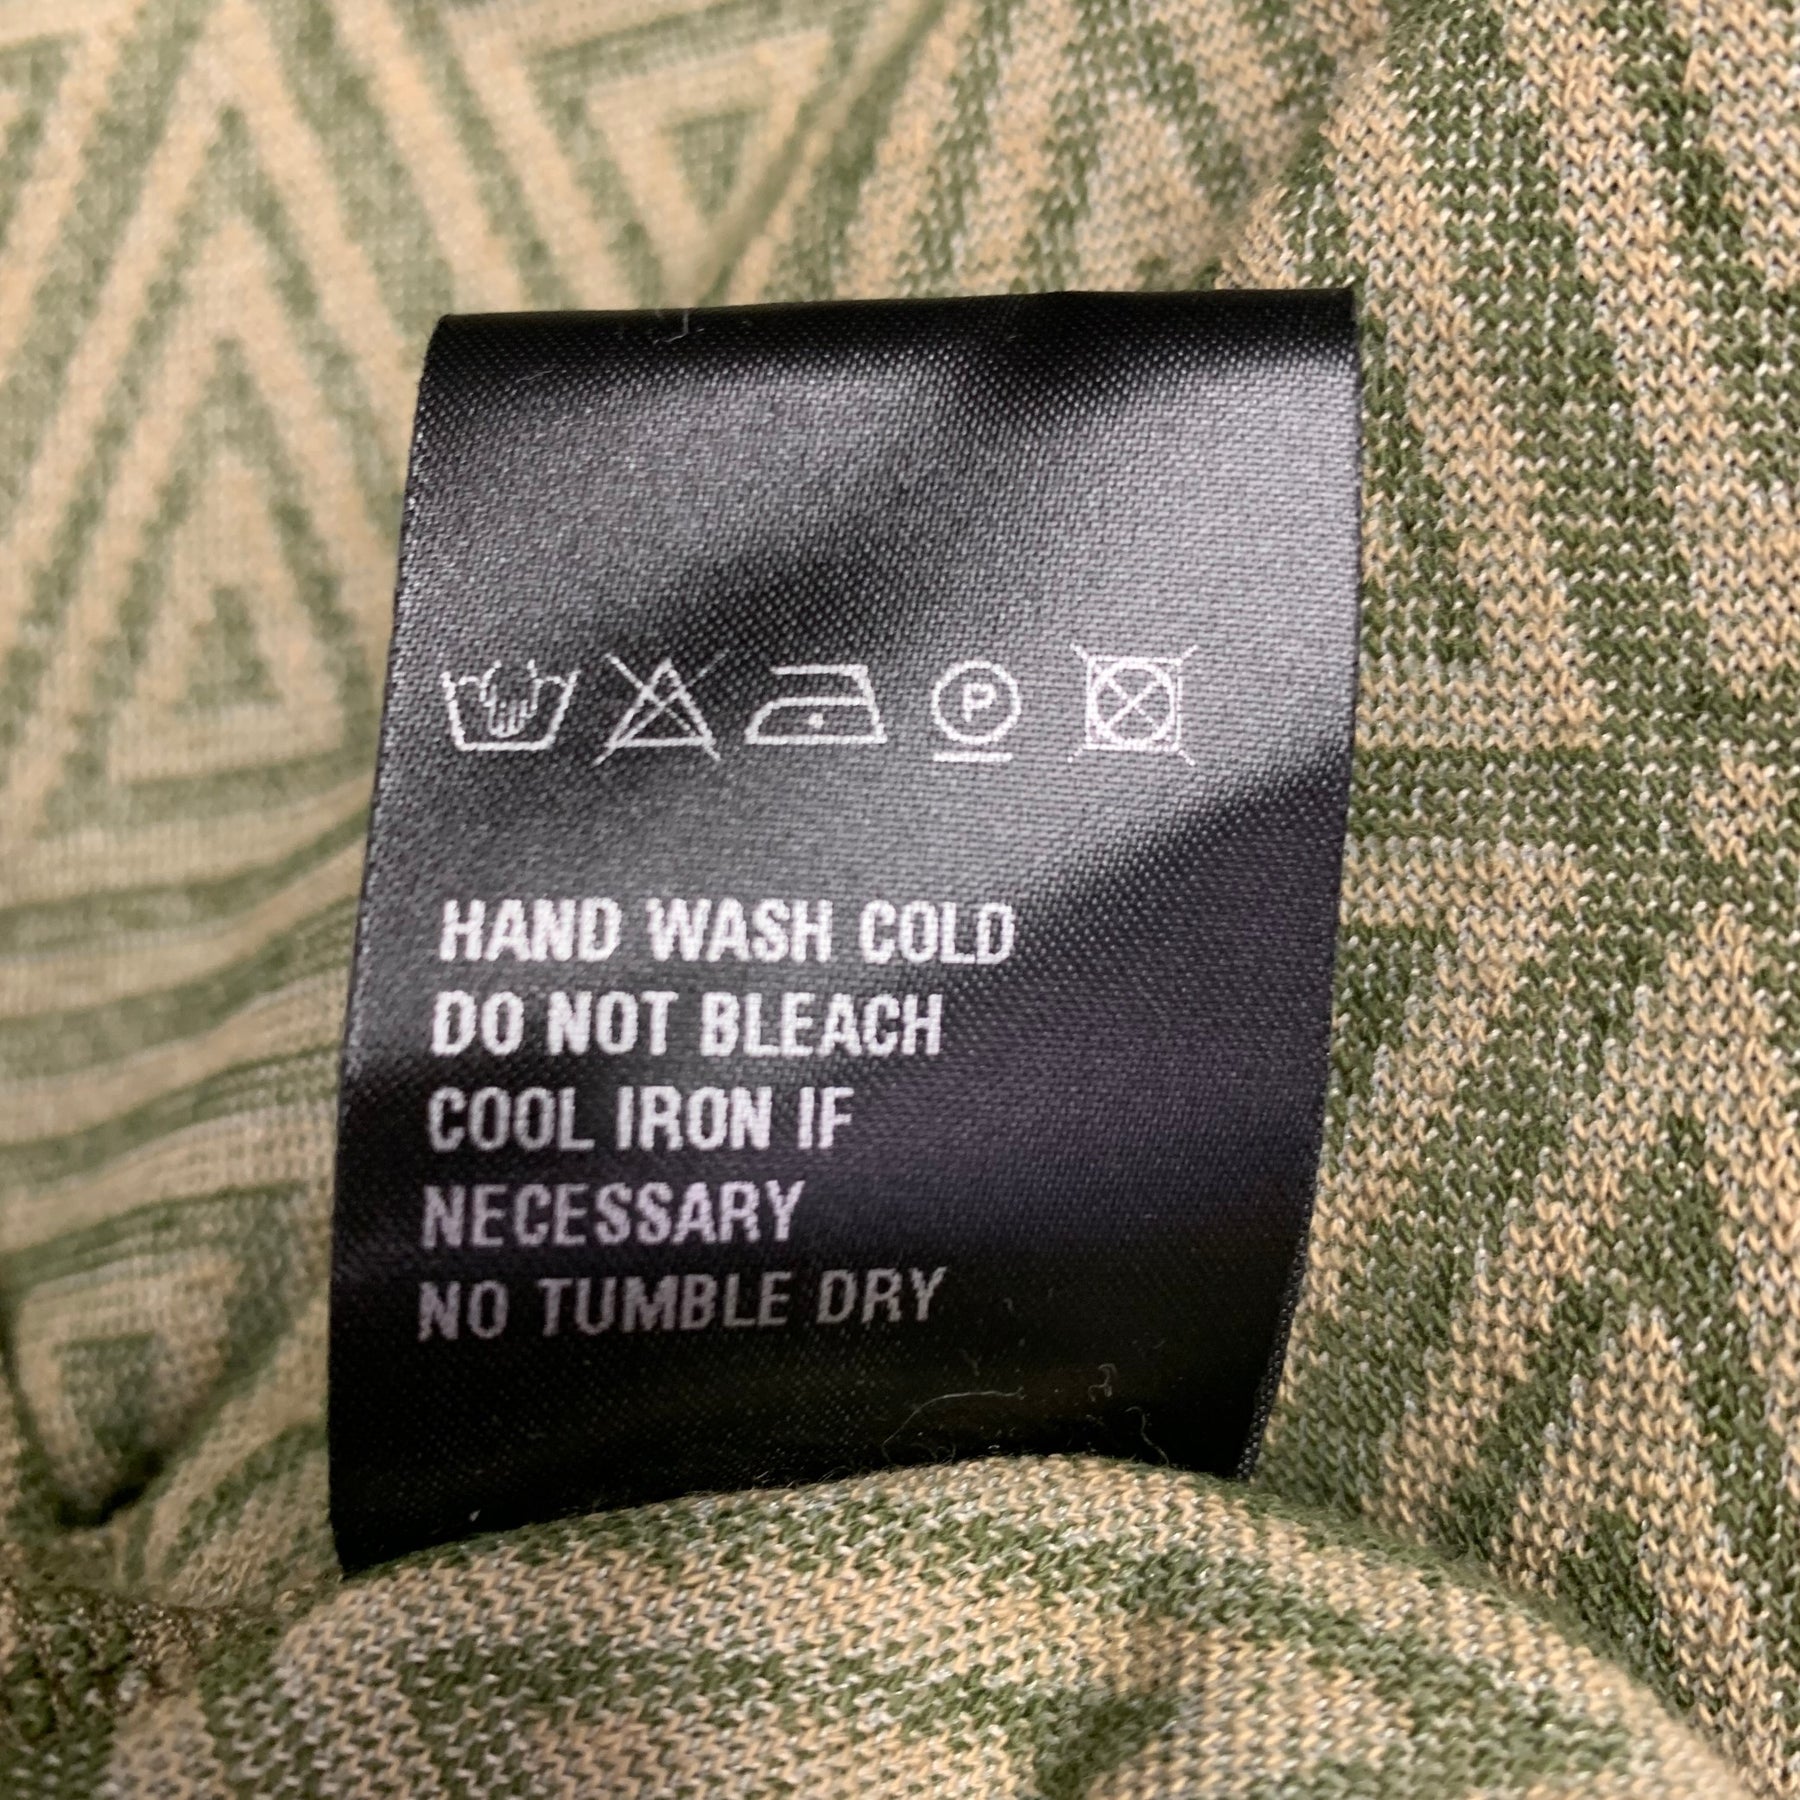 P
HAND WASH COLD
DO NOT BLEACH
COOL IRON IF
NECESSARY
NO TUMBLE DRY